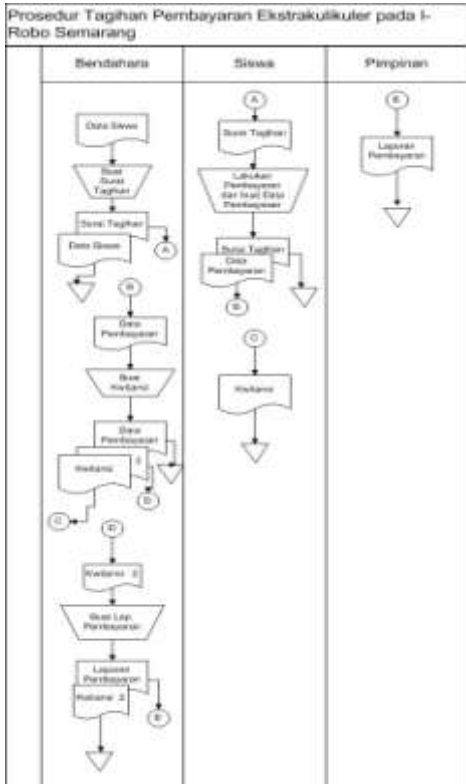 Prosedur Tagihan Pembayaran Ekstrakulikuler pada I-
Robo Semarang
Bendahara
Siswa
Pimpinan
Data Siswa
Buat
Surat
Tagihan
Surat Tagihan
Data Siswa
A
B
Data
Pembayaran
Buat
Kwitansi
Data
Pembayaran
2
Kwitansi
D
C
D
Kwitansi 2
Buat Lap.
Pembayaran
Laporan
Pembayaran
Kwitansi 2
E
A
Surat Tagihan
Lakukan
Pembayaran
dan buat Data
Pembayaran
Surat Tagihan
Data
Pembayaran
B
C
Kwitansi
E
Laporan
Pembayaran